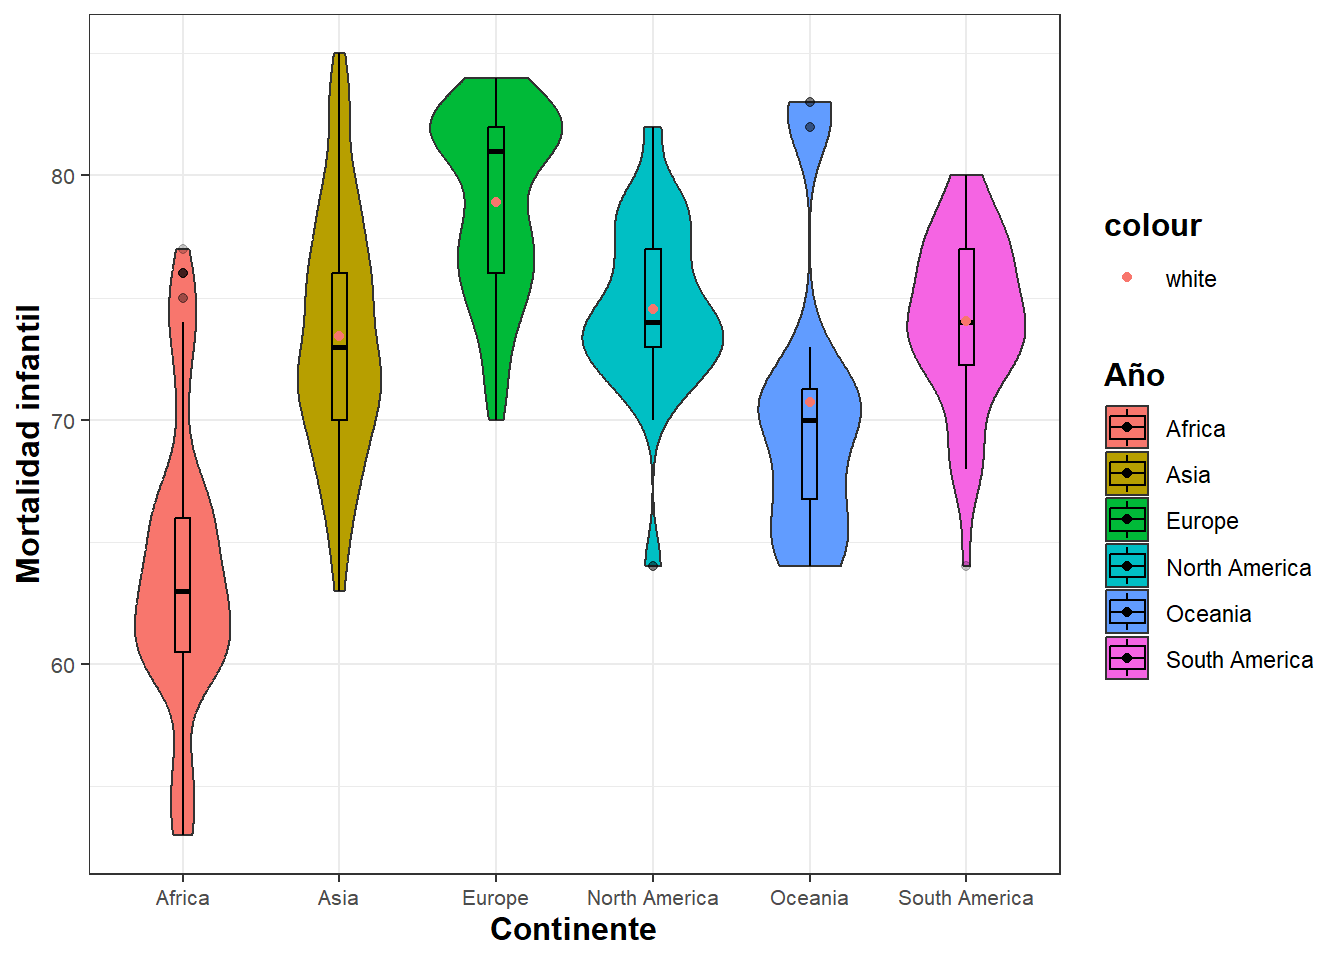 Mortalidad infantil
80
70
60
Africa
Asia
Europe
North America
Oceania
South America
Continente
colour
white
Año
Africa
Asia
Europe
North America
Oceania
South America